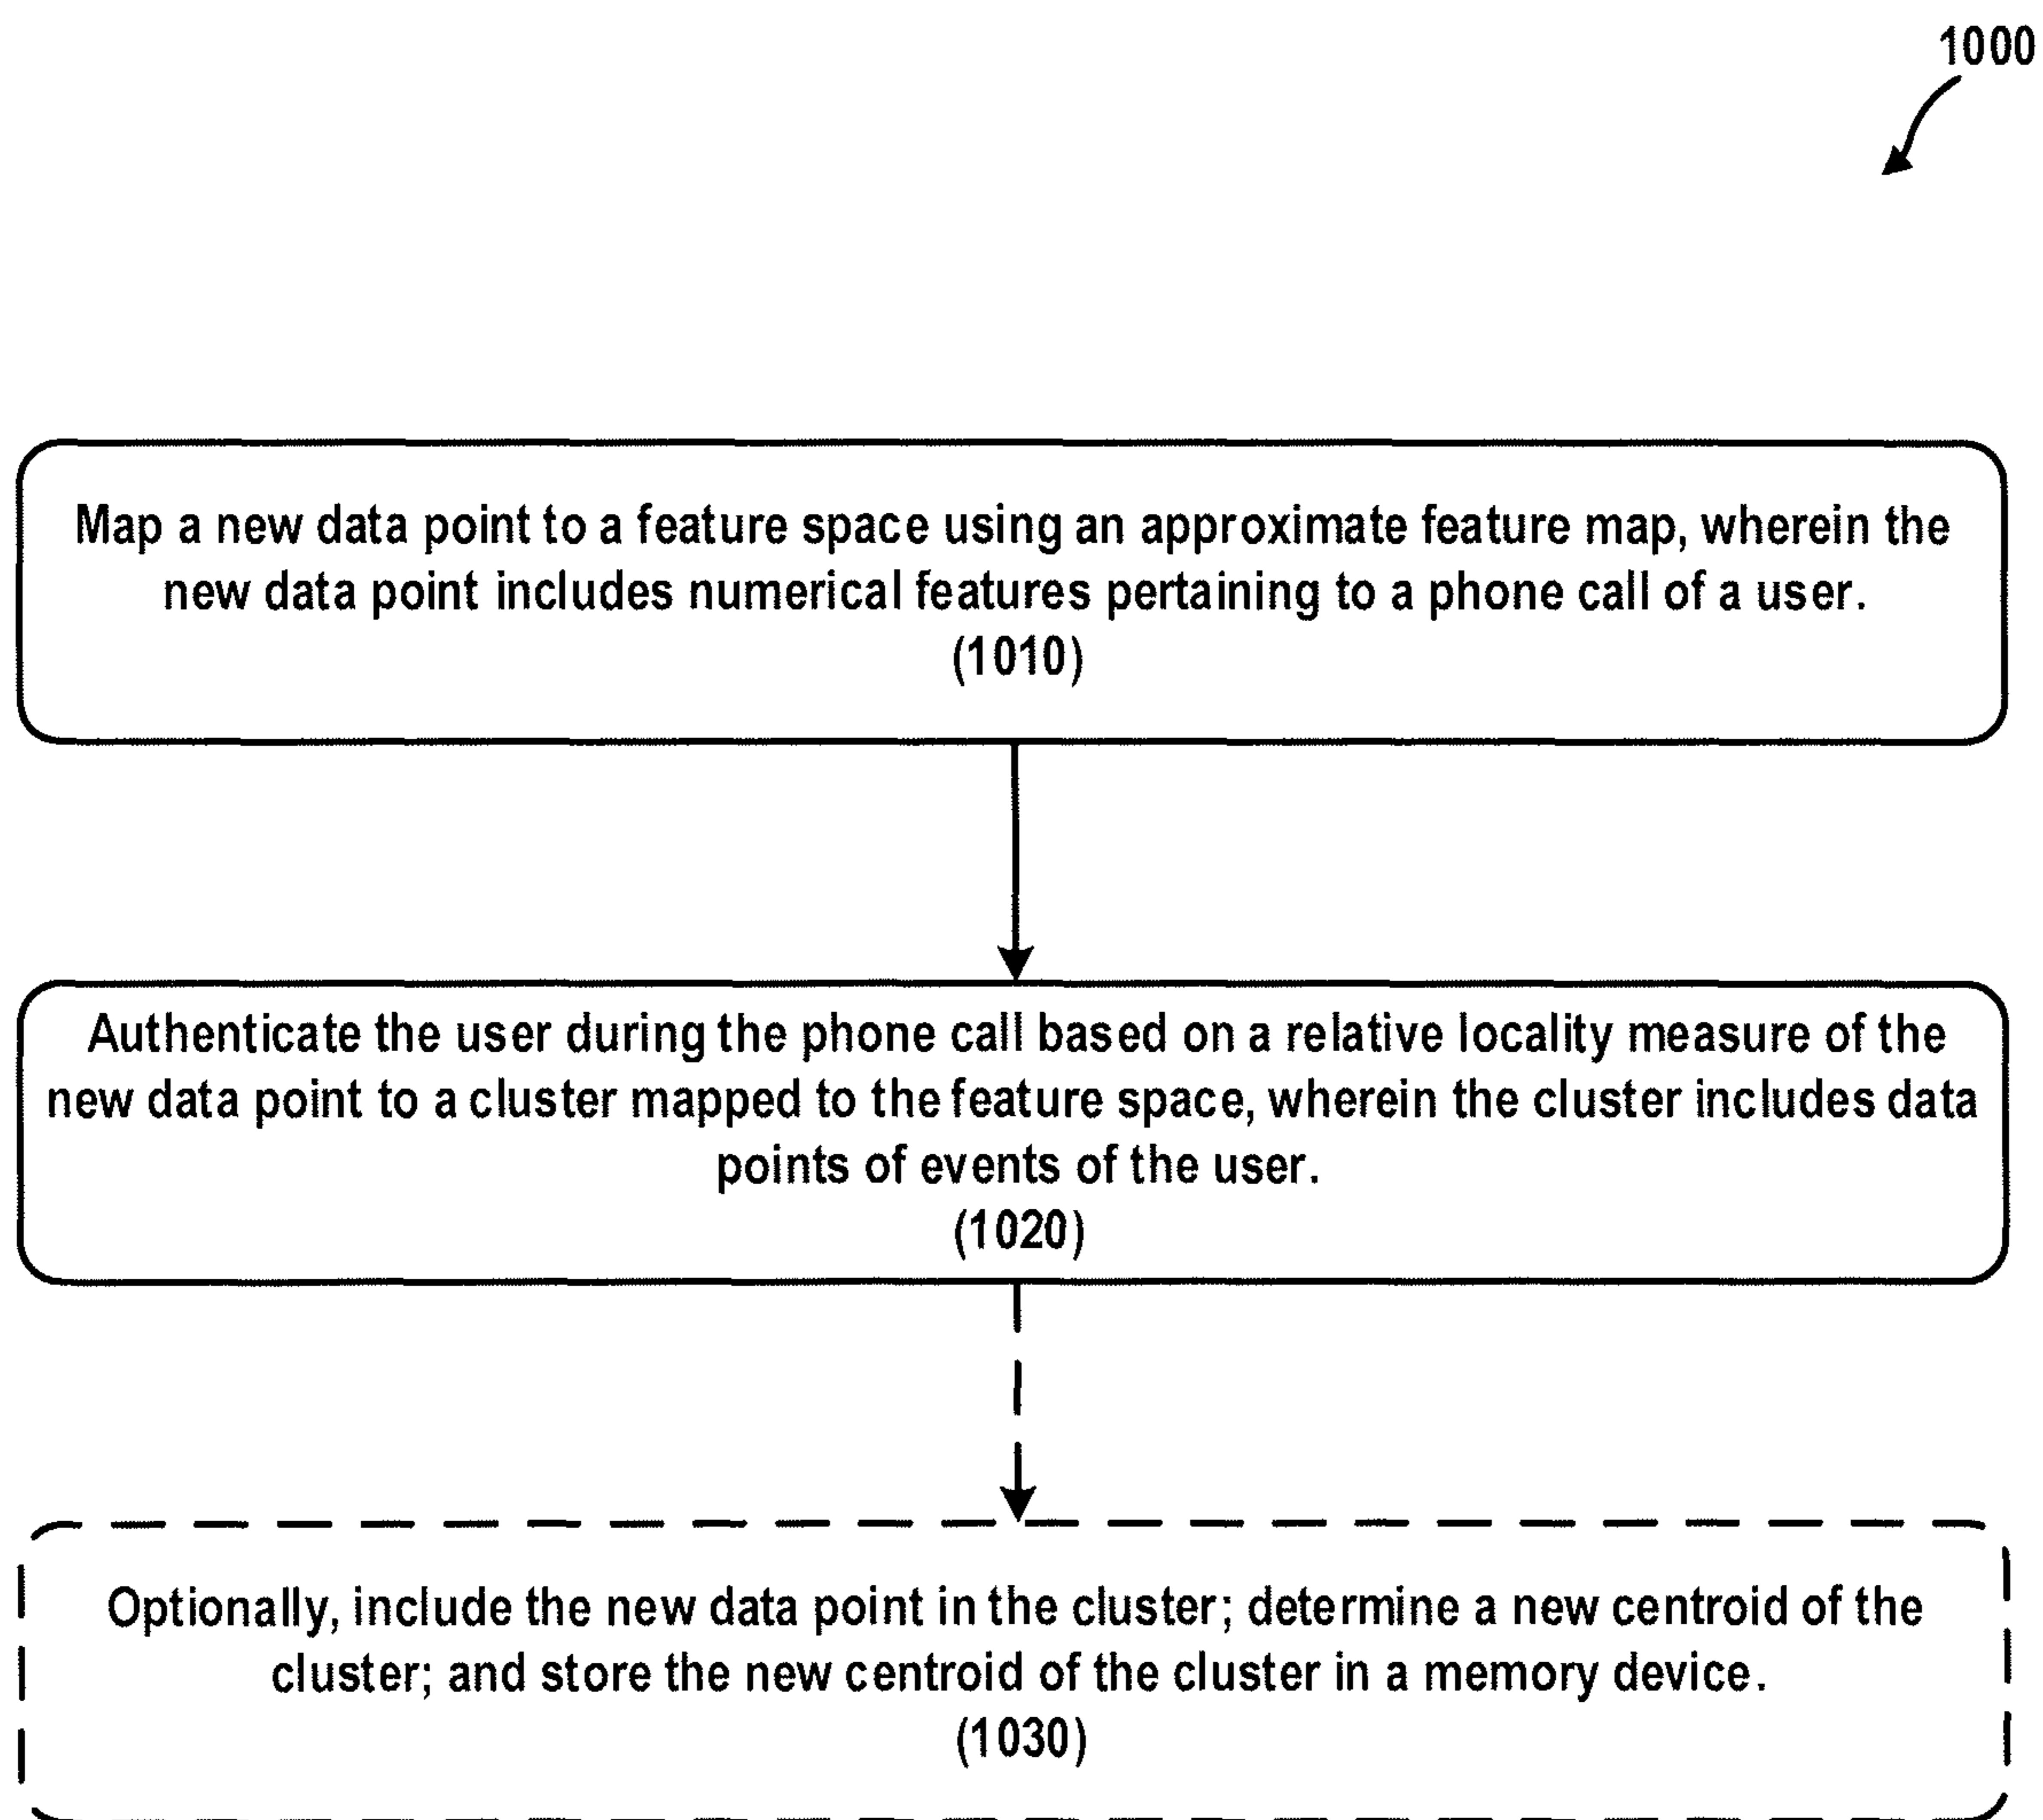 1000
Map a new data point to a feature space using an approximate feature map, wherein the
new data point includes numerical features pertaining to a phone call of a user.
(1010)
Authenticate the user during the phone call based on a relative locality measure of the
new data point to a cluster mapped to the feature space, wherein the cluster includes data
points of events of the user.
(1020)
Optionally, include the new data point in the cluster; determine a new centroid of the
cluster; and store the new centroid of the cluster in a memory device.
(1030)